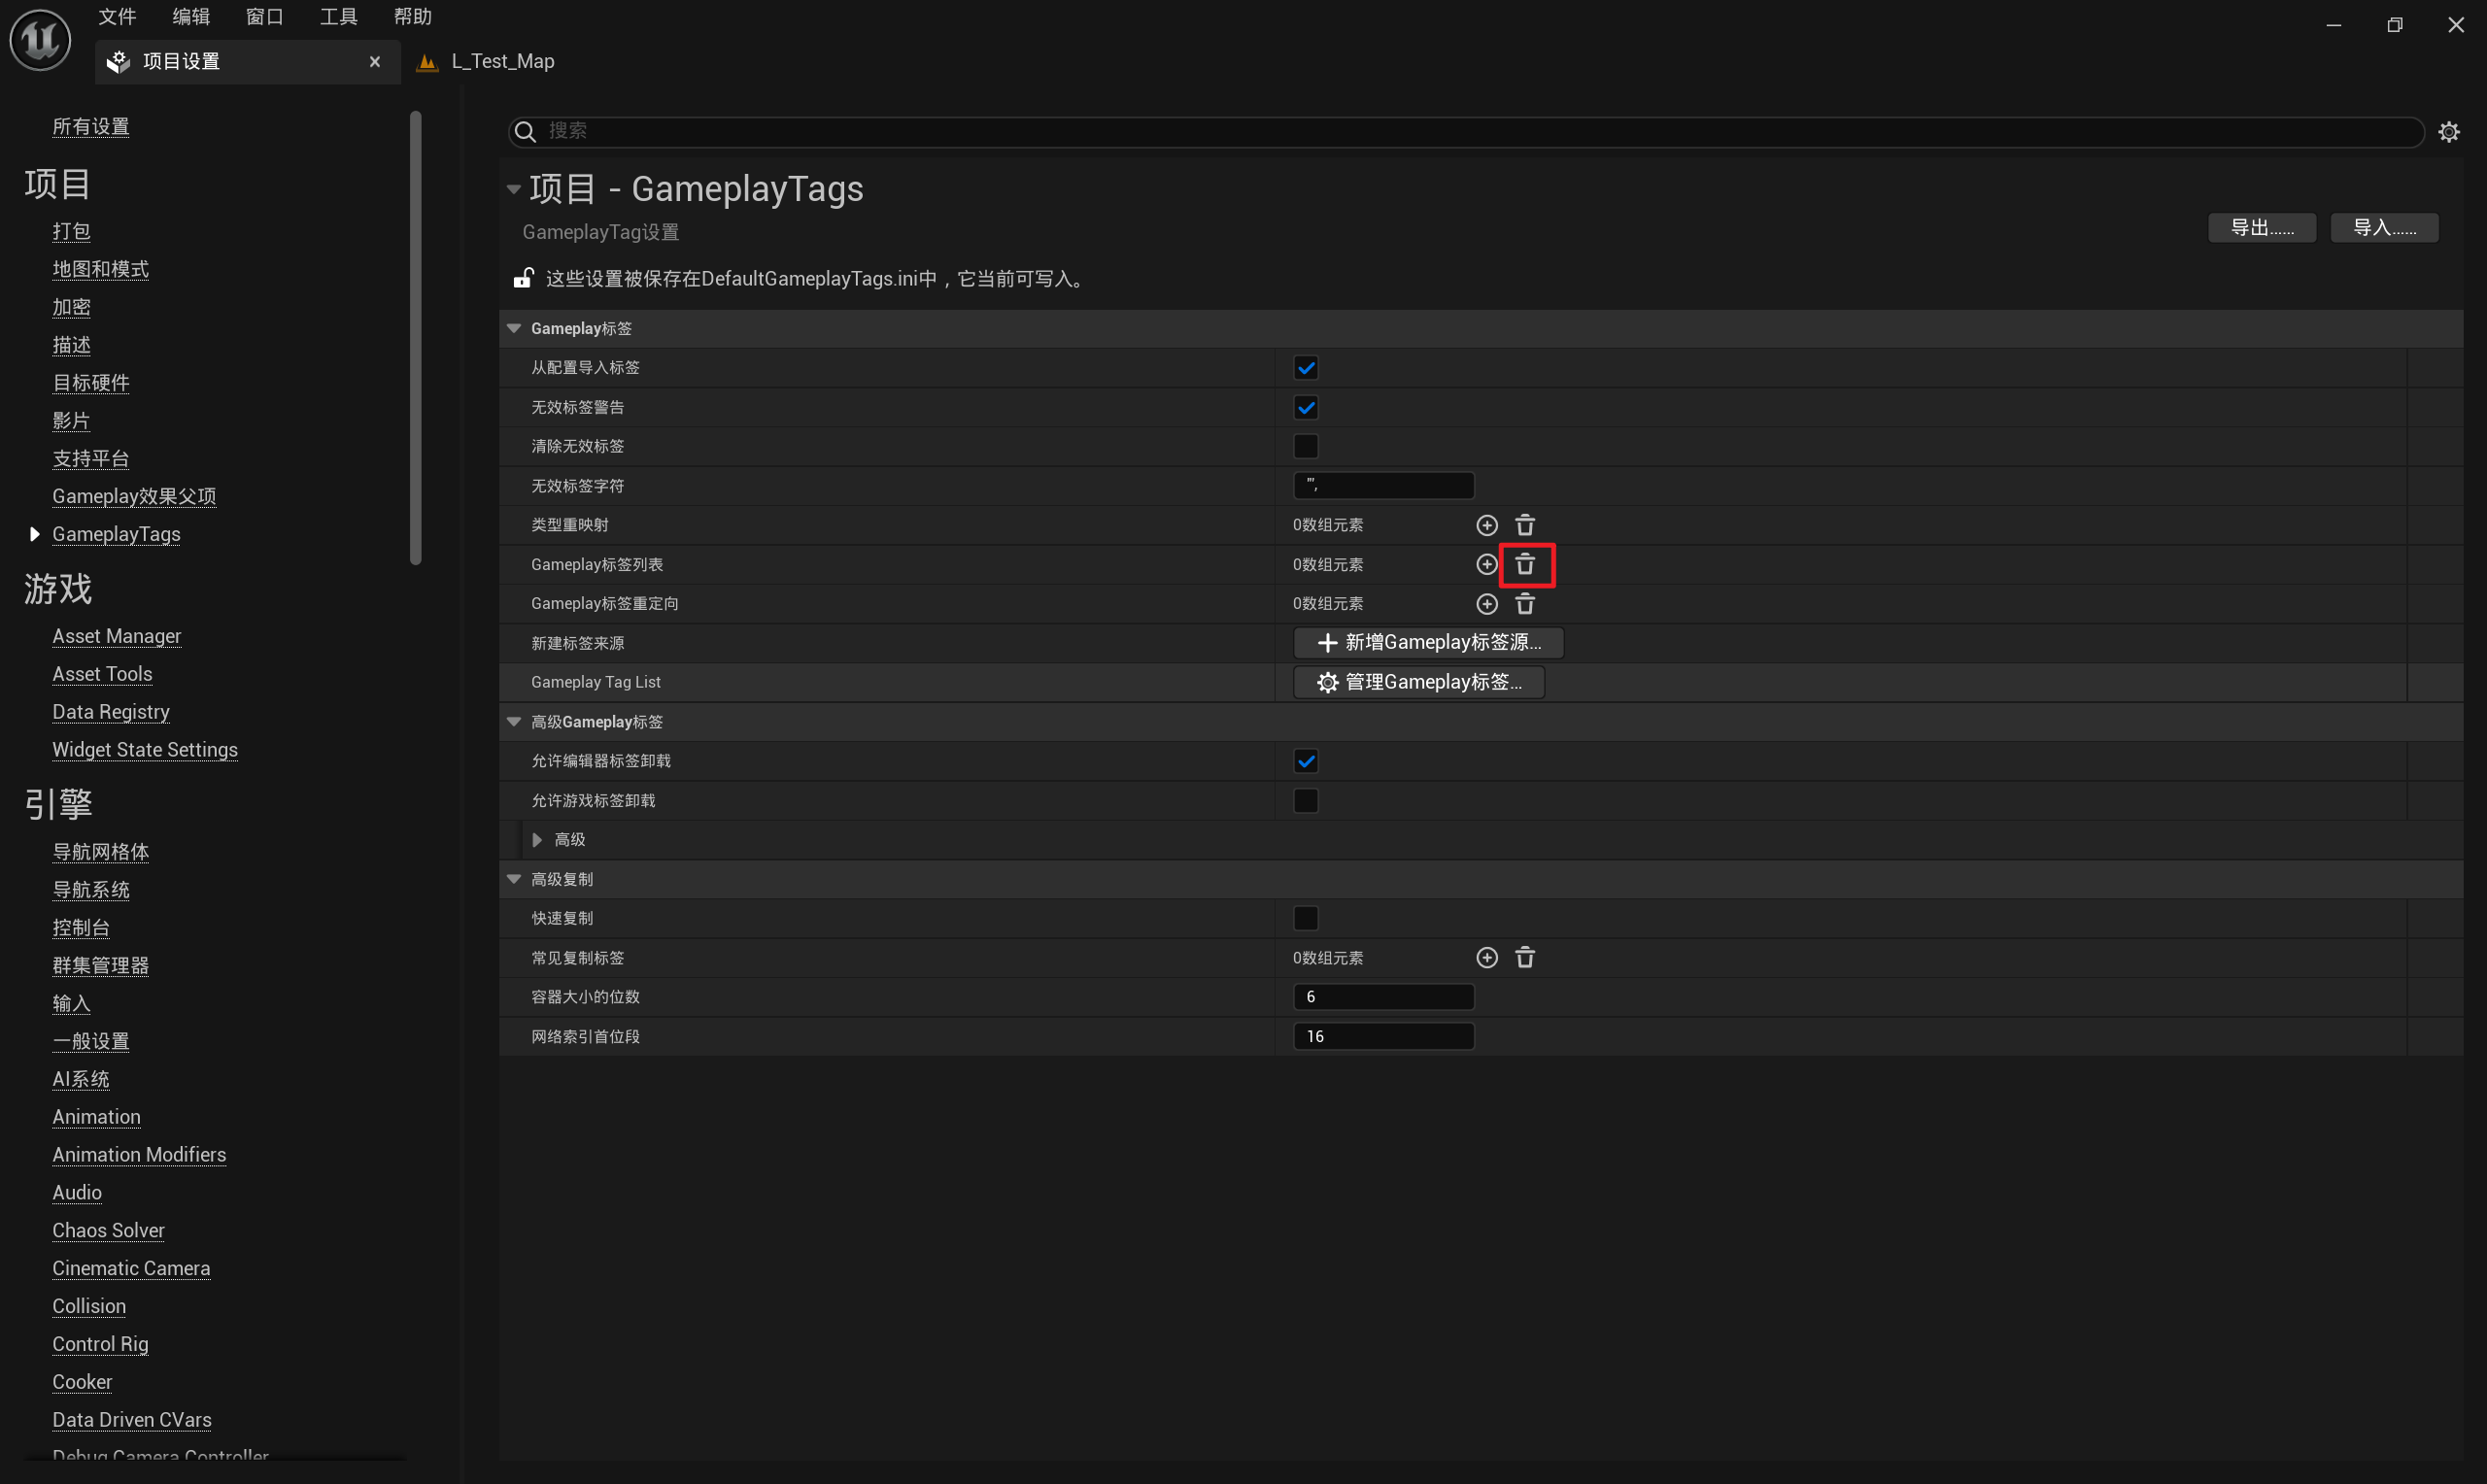 文件 编辑 窗口 工具 帮助
项目设置
L_Test_Map
所有设置
项目
打包
地图和模式
加密
描述
目标硬件
影片
支持平台
Gameplay效果父项
GameplayTags
游戏
Asset Manager
Asset Tools
Data Registry
Widget State Settings
引擎
导航网格体
导航系统
控制台
群集管理器
输入
一般设置
AI系统
Animation
Animation Modifiers
Audio
Chaos Solver
Cinematic Camera
Collision
Control Rig
Cooker
Data Driven CVars
Debug Camera Controller
搜索
项目 - GameplayTags
GameplayTag设置
导出...... 导入......
这些设置被保存在DefaultGameplayTags.ini中，它当前可写入。
Gameplay标签
从配置导入标签
无效标签警告
清除无效标签
无效标签字符 "',
类型重映射 0数组元素
Gameplay标签列表 0数组元素
Gameplay标签重定向 0数组元素
新建标签来源 新增Gameplay标签源...
Gameplay Tag List 管理Gameplay标签...
高级Gameplay标签
允许编辑器标签卸载
允许游戏标签卸载
高级
高级复制
快速复制
常见复制标签 0数组元素
容器大小的位数 6
网络索引首位段 16